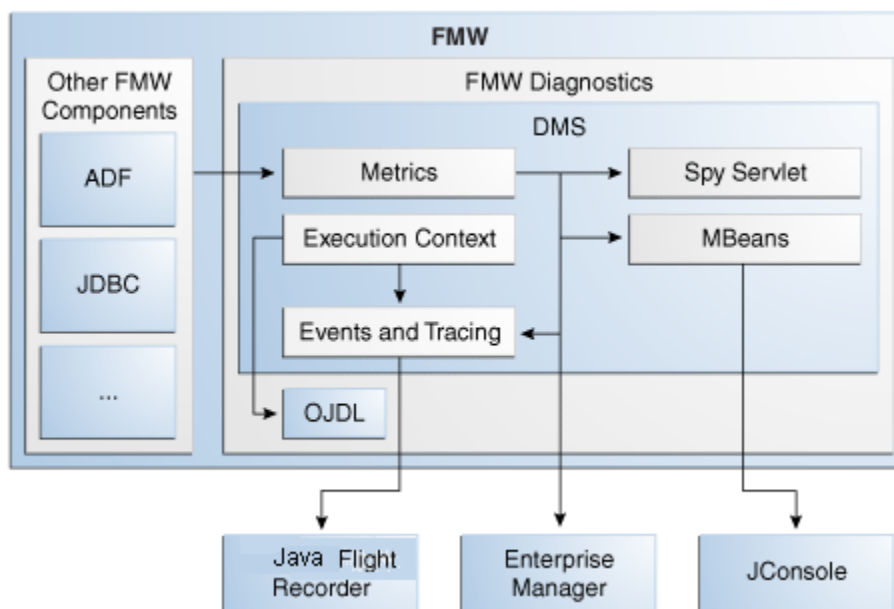 FMW
Other FMW
Components
ADF
JDBC
...
FMW Diagnostics
DMS
Metrics
Spy Servlet
Execution Context
MBeans
Events and Tracing
OJDL
Java Flight
Recorder
Enterprise
Manager
JConsole